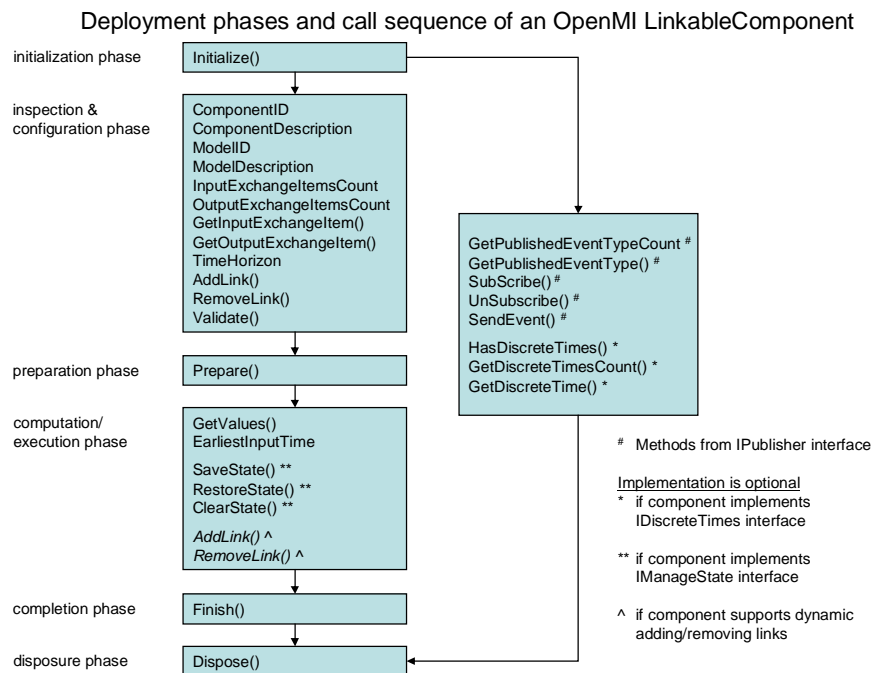 Deployment phases and call sequence of an OpenMI LinkableComponent
initialization phase
Initialize()
inspection &
configuration phase
ComponentID
ComponentDescription
ModelID
ModelDescription
InputExchangeItemsCount
OutputExchangeItemsCount
GetInputExchangeItem()
GetOutputExchangeItem()
TimeHorizon
AddLink()
RemoveLink()
Validate()
GetPublishedEventTypeCount #
GetPublishedEventType() #
SubScribe() #
UnSubscribe() #
SendEvent() #
HasDiscreteTimes() *
GetDiscreteTimesCount() *
GetDiscreteTime() *
preparation phase
Prepare()
computation/
execution phase
GetValues()
EarliestInputTime
SaveState() **
RestoreState() **
ClearState() **
AddLink() ^
RemoveLink() ^
# Methods from IPublisher interface
Implementation is optional
* if component implements
IDiscreteTimes interface
** if component implements
IManageState interface
^ if component supports dynamic
adding/removing links
completion phase
Finish()
disposure phase
Dispose()